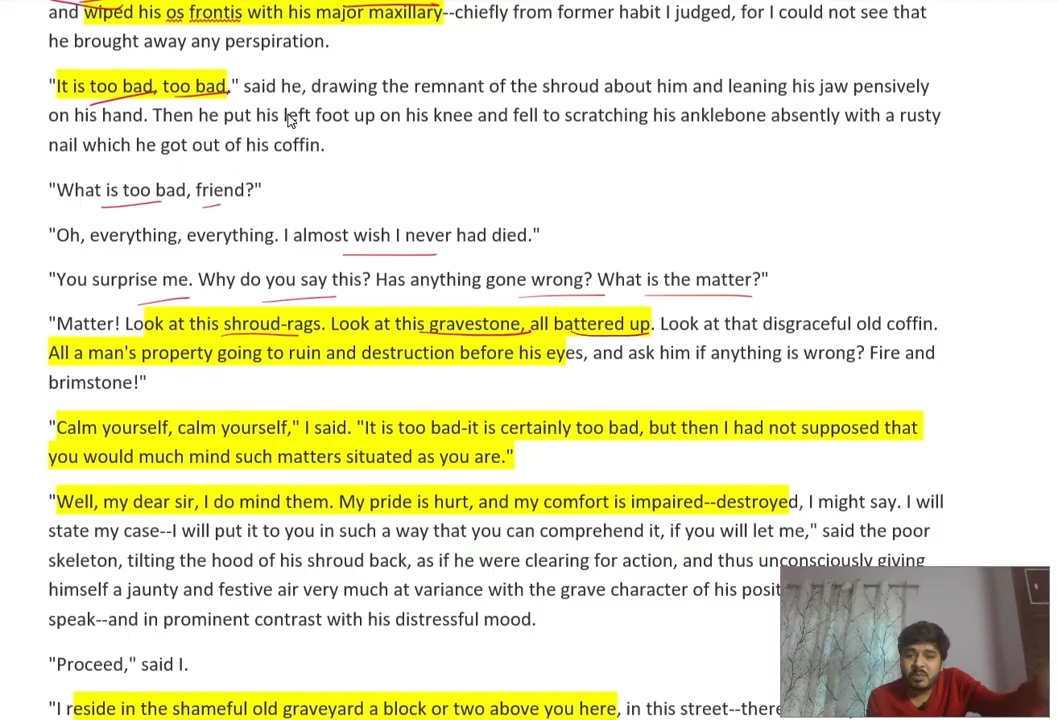 and wiped his os frontis with his major maxillary--chiefly from former habit I judged, for I could not see that
he brought away any perspiration.
"It is too bad, too bad," said he, drawing the remnant of the shroud about him and leaning his jaw pensively
on his hand. Then he put his left foot up on his knee and fell to scratching his anklebone absently with a rusty
nail which he got out of his coffin.
"What is too bad, friend?"
"Oh, everything, everything. I almost wish I never had died."
"You surprise me. Why do you say this? Has anything gone wrong? What is the matter?"
"Matter! Look at this shroud-rags. Look at this gravestone, all battered up. Look at that disgraceful old coffin.
All a man's property going to ruin and destruction before his eyes, and ask him if anything is wrong? Fire and
brimstone!"
"Calm yourself, calm yourself," I said. "It is too bad-it is certainly too bad, but then I had not supposed that
you would much mind such matters situated as you are."
"Well, my dear sir, I do mind them. My pride is hurt, and my comfort is impaired--destroyed, I might say. I will
state my case--I will put it to you in such a way that you can comprehend it, if you will let me," said the poor
skeleton, tilting the hood of his shroud back, as if he were clearing for action, and thus unconsciously giving
himself a jaunty and festive air very much at variance with the grave character of his posit
speak--and in prominent contrast with his distressful mood.
"Proceed," said I.
"I reside in the shameful old graveyard a block or two above you here, in this street--there